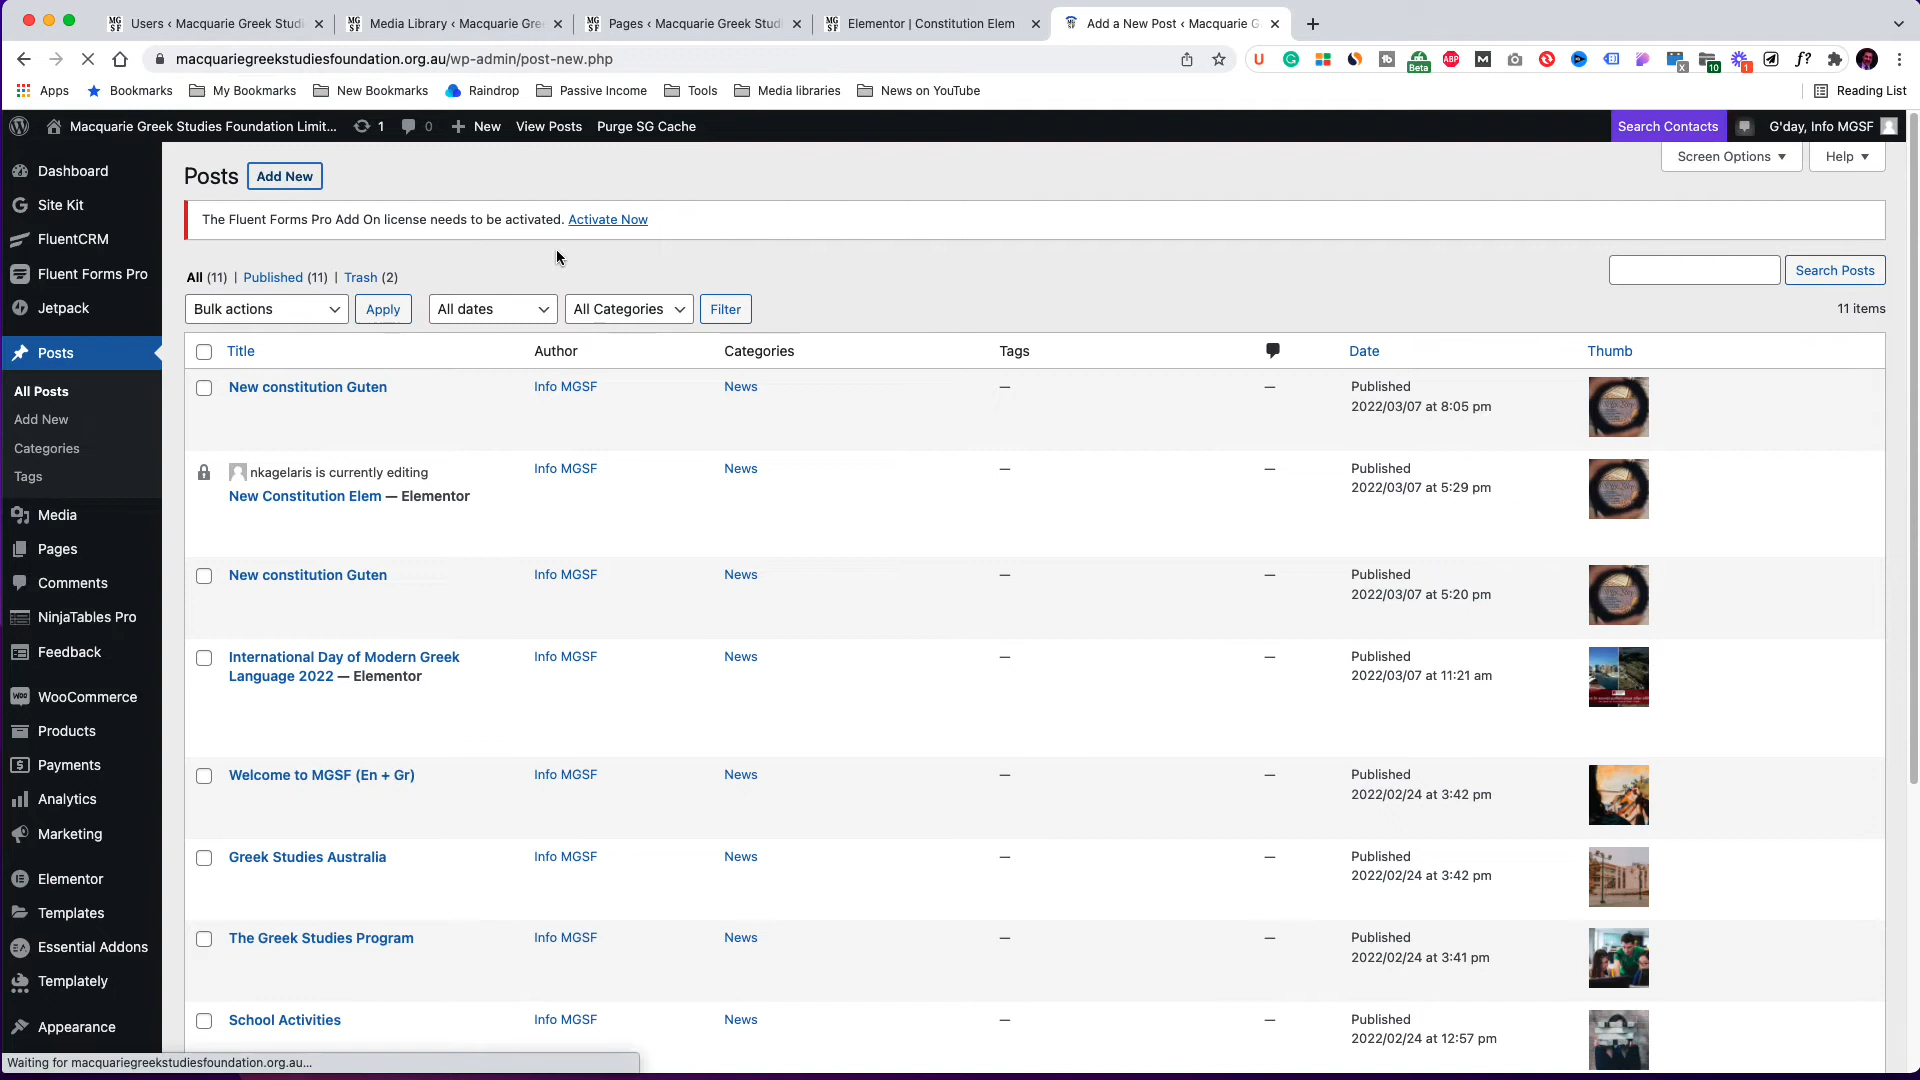 Users ‹ Macquarie Greek Studi
Media Library ‹ Macquarie Gre
Pages ‹ Macquarie Greek Stud
Elementor | Constitution Elem
Add a New Post ‹ Macquarie G
macquariegreekstudiesfoundation.org.au/wp-admin/post-new.php
Apps
Bookmarks
My Bookmarks
New Bookmarks
Raindrop
Passive Income
Tools
Media libraries
News on YouTube
Reading List
Macquarie Greek Studies Foundation Limit...
1
0
New
View Posts
Purge SG Cache
Search Contacts
G'day, Info MGSF
Dashboard
Site Kit
FluentCRM
Fluent Forms Pro
Jetpack
Posts
All Posts
Add New
Categories
Tags
Media
Pages
Comments
NinjaTables Pro
Feedback
WooCommerce
Products
Payments
Analytics
Marketing
Elementor
Templates
Essential Addons
Templately
Appearance
Posts Add New
Screen Options
Help
The Fluent Forms Pro Add On license needs to be activated. Activate Now
All (11) | Published (11) | Trash (2)
Search Posts
Bulk actions
Apply
All dates
All Categories
Filter
11 items
Title Author Categories Tags Date Thumb
New constitution Guten Info MGSF News — — Published
2022/03/07 at 8:05 pm
nkagelaris is currently editing Info MGSF News — — Published
New Constitution Elem — Elementor 2022/03/07 at 5:29 pm
New constitution Guten Info MGSF News — — Published
2022/03/07 at 5:20 pm
International Day of Modern Greek Info MGSF News — — Published
Language 2022 — Elementor 2022/03/07 at 11:21 am
Welcome to MGSF (En + Gr) Info MGSF News — — Published
2022/02/24 at 3:42 pm
Greek Studies Australia Info MGSF News — — Published
2022/02/24 at 3:42 pm
The Greek Studies Program Info MGSF News — — Published
2022/02/24 at 3:41 pm
School Activities Info MGSF News — — Published
2022/02/24 at 12:57 pm
Waiting for macquariegreekstudiesfoundation.org.au...